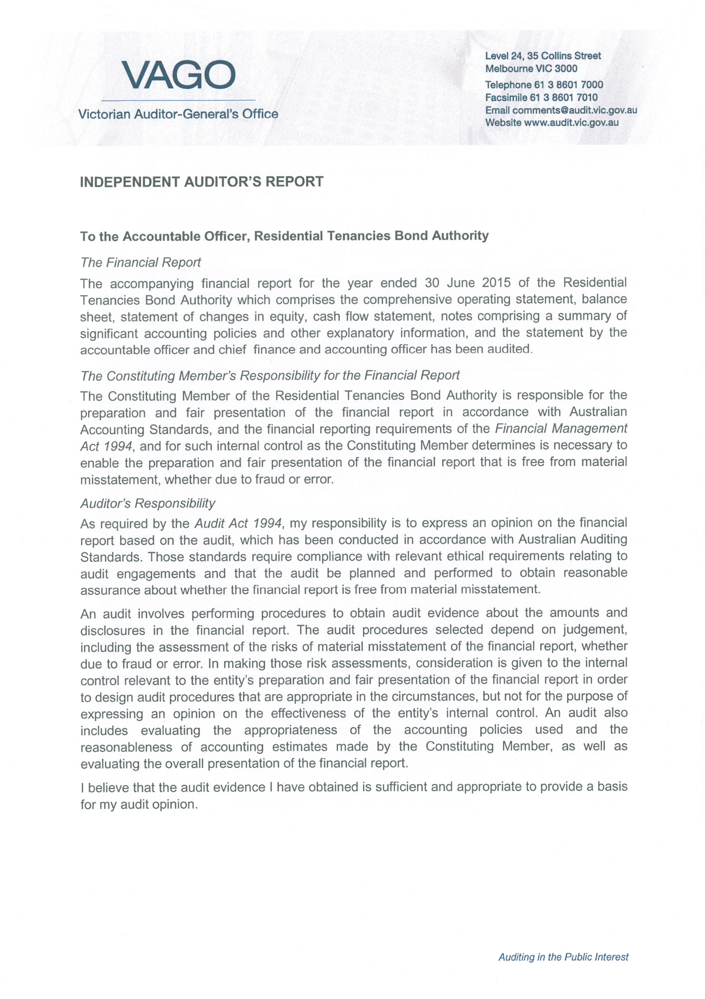 VAGO
Victorian Auditor-General's Office
Level 24, 35 Collins Street
Melbourne VIC 3000
Telephone 61 3 8601 7000
Facsimile 61 3 8601 7010
Email comments@audit.vic.gov.au
Website www.audit.vic.gov.au
INDEPENDENT AUDITOR'S REPORT
To the Accountable Officer, Residential Tenancies Bond Authority
The Financial Report
The accompanying financial report for the year ended 30 June 2015 of the Residential
Tenancies Bond Authority which comprises the comprehensive operating statement, balance
sheet, statement of changes in equity, cash flow statement, notes comprising a summary of
significant accounting policies and other explanatory information, and the statement by the
accountable officer and chief finance and accounting officer has been audited.
The Constituting Member's Responsibility for the Financial Report
The Constituting Member of the Residential Tenancies Bond Authority is responsible for the
preparation and fair presentation of the financial report in accordance with Australian
Accounting Standards, and the financial reporting requirements of the Financial Management
Act 1994, and for such internal control as the Constituting Member determines is necessary to
enable the preparation and fair presentation of the financial report that is free from material
misstatement, whether due to fraud or error.
Auditor's Responsibility
As required by the Audit Act 1994, my responsibility is to express an opinion on the financial
report based on the audit, which has been conducted in accordance with Australian Auditing
Standards. Those standards require compliance with relevant ethical requirements relating to
audit engagements and that the audit be planned and performed to obtain reasonable
assurance about whether the financial report is free from material misstatement.
An audit involves performing procedures to obtain audit evidence about the amounts and
disclosures in the financial report. The audit procedures selected depend on judgement,
including the assessment of the risks of material misstatement of the financial report, whether
due to fraud or error. In making those risk assessments, consideration is given to the internal
control relevant to the entity's preparation and fair presentation of the financial report in order
to design audit procedures that are appropriate in the circumstances, but not for the purpose of
expressing an opinion on the effectiveness of the entity's internal control. An audit also
includes evaluating the appropriateness of the accounting policies used and the
reasonableness of accounting estimates made by the Constituting Member, as well as
evaluating the overall presentation of the financial report.
I believe that the audit evidence I have obtained is sufficient and appropriate to provide a basis
for my audit opinion.
Auditing in the Public Interest